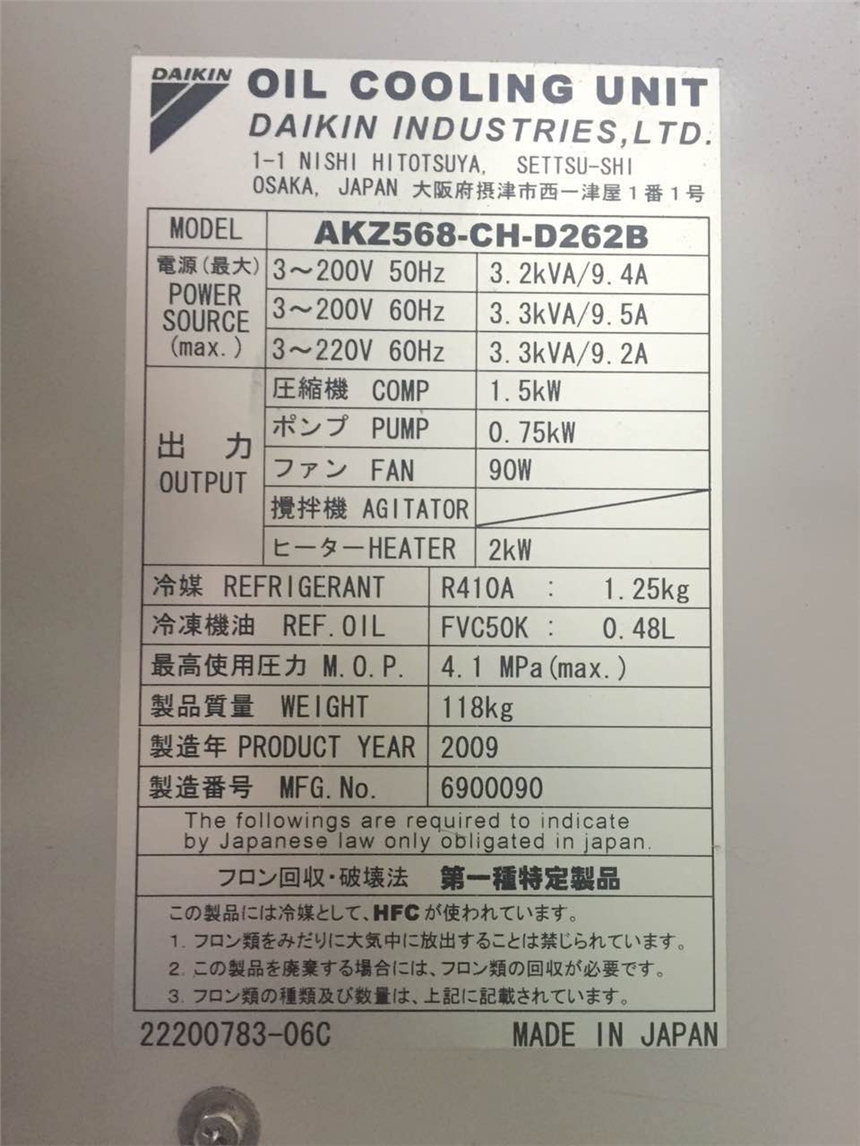 DAIKIN OIL COOLING UNIT
DAIKIN INDUSTRIES,LTD.
1-1 NISHI HITOTSUYA, SETTSU-SHI
OSAKA, JAPAN 大阪府摂津市西一津屋1番1号
MODEL AKZ568-CH-D262B
電源(最大) 3～200V 50Hz 3.2kVA/9.4A
POWER SOURCE (max.) 3～200V 60Hz 3.3kVA/9.5A
3～220V 60Hz 3.3kVA/9.2A
出力 OUTPUT 圧縮機 COMP 1.5kW
ポンプ PUMP 0.75kW
ファン FAN 90W
攪拌機 AGITATOR
ヒーター HEATER 2kW
冷媒 REFRIGERANT R410A : 1.25kg
冷凍機油 REF.OIL FVC50K : 0.48L
最高使用圧力 M.O.P. 4.1 MPa(max.)
製品質量 WEIGHT 118kg
製造年 PRODUCT YEAR 2009
製造番号 MFG.No. 6900090
The followings are required to indicate
by Japanese law only obligated in japan.
フロン回収・破壊法 第一種特定製品
この製品には冷媒として、HFCが使われています。
1. フロン類をみだりに大気中に放出することは禁じられています。
2. この製品を廃棄する場合には、フロン類の回収が必要です。
3. フロン類の種類及び数量は、上記に記載されています。
22200783-06C MADE IN JAPAN